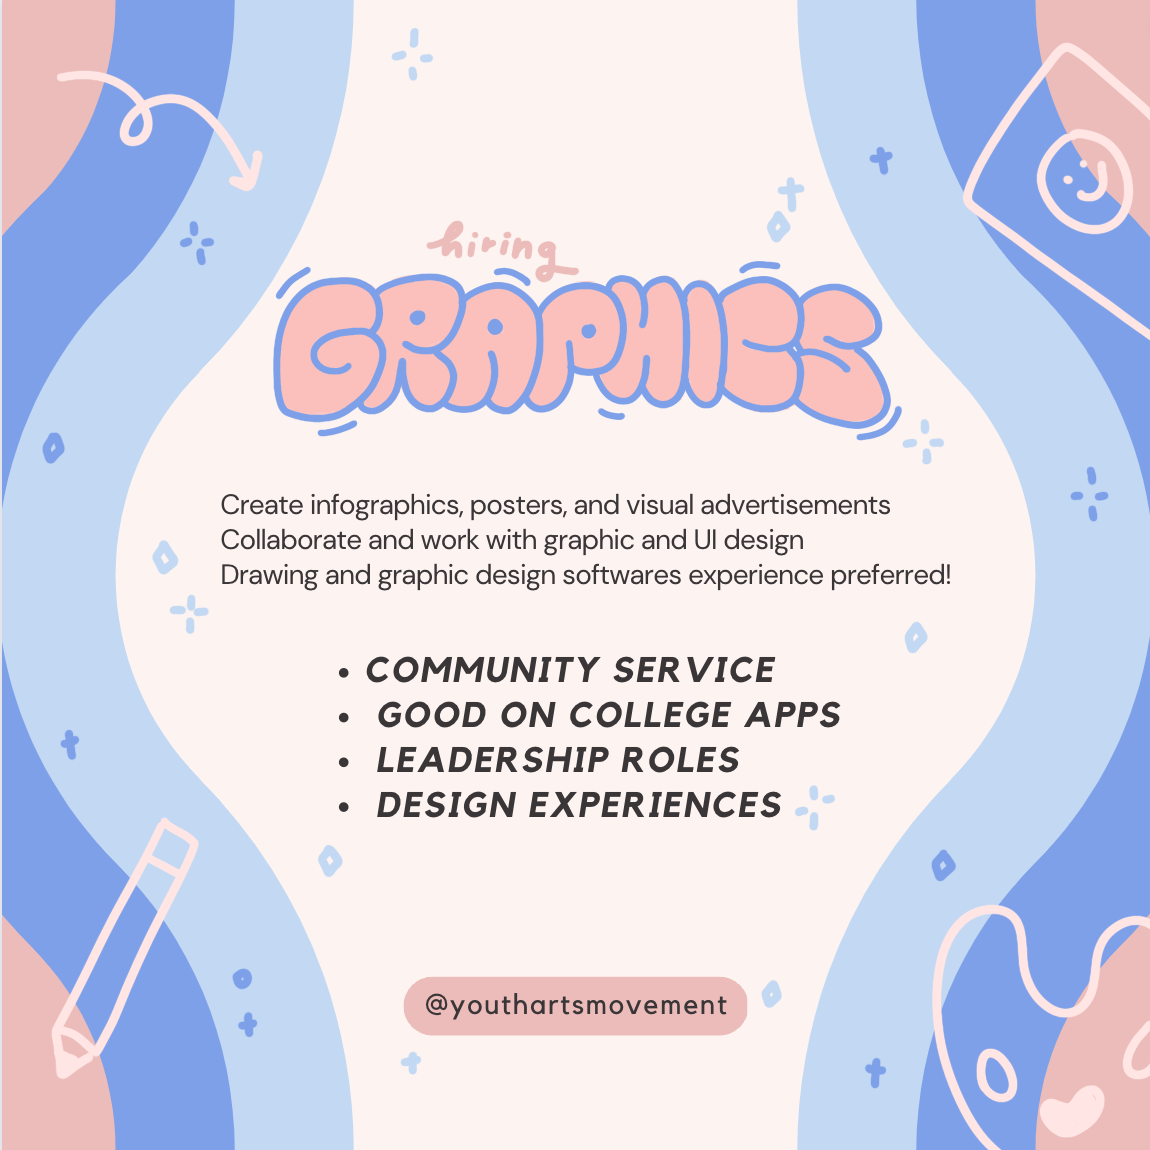 hiring
GRAPHICS
Create infographics, posters, and visual advertisements
Collaborate and work with graphic and UI design
Drawing and graphic design softwares experience preferred!
• COMMUNITY SERVICE
• GOOD ON COLLEGE APPS
• LEADERSHIP ROLES
• DESIGN EXPERIENCES
@youthartsmovement